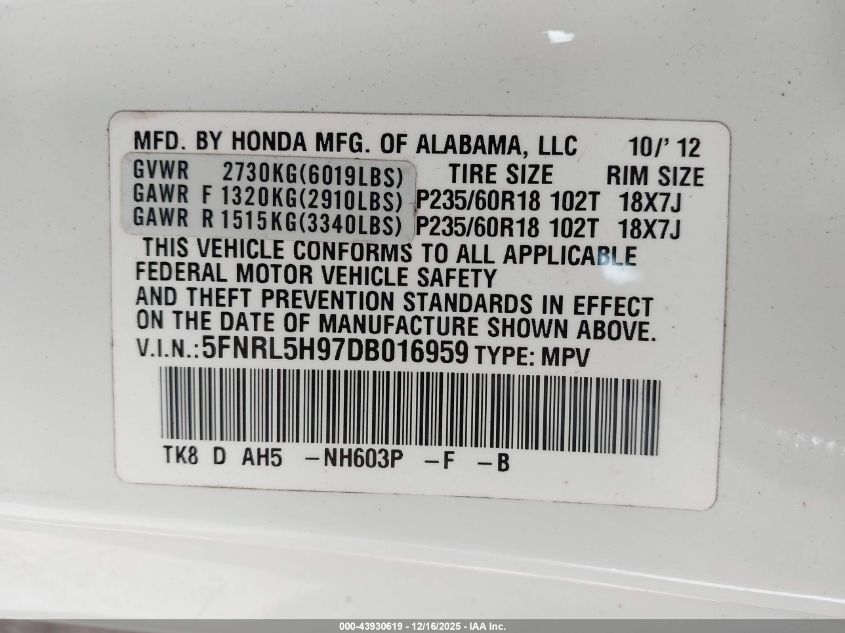 MFD. BY HONDA MFG. OF ALABAMA, LLC 10/' 12
GVWR 2730KG(6019LBS) TIRE SIZE RIM SIZE
GAWR F 1320KG(2910LBS) P235/60R18 102T 18X7J
GAWR R 1515KG(3340LBS) P235/60R18 102T 18X7J
THIS VEHICLE CONFORMS TO ALL APPLICABLE
FEDERAL MOTOR VEHICLE SAFETY
AND THEFT PREVENTION STANDARDS IN EFFECT
ON THE DATE OF MANUFACTURE SHOWN ABOVE.
V.I.N.:5FNRL5H97DB016959 TYPE: MPV
TK8 D AH5 -NH603P -F -B
000-43930619 - 12/16/2025 - IAA Inc.